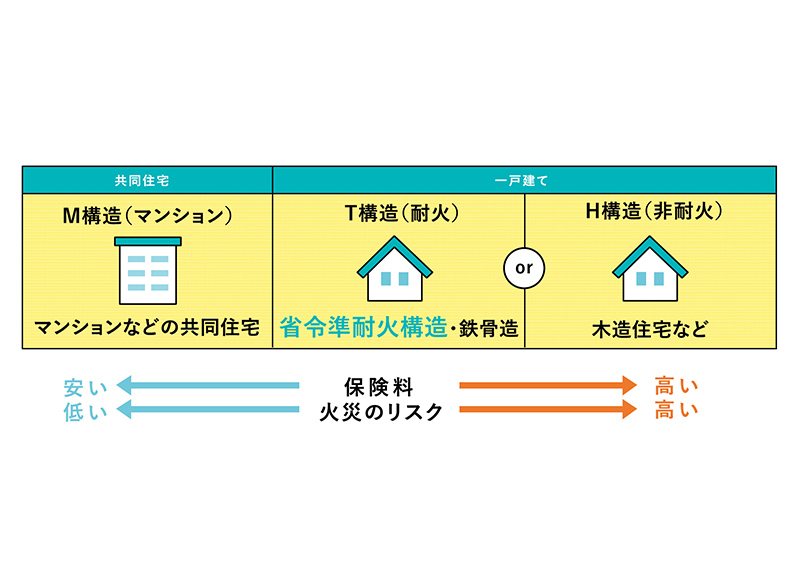 共同住宅
一戸建て
M構造(マンション)
T構造(耐火)
H構造(非耐火)
or
マンションなどの共同住宅
省令準耐火構造・鉄骨造
木造住宅など
安い
保険料
高い
低い
火災のリスク
高い